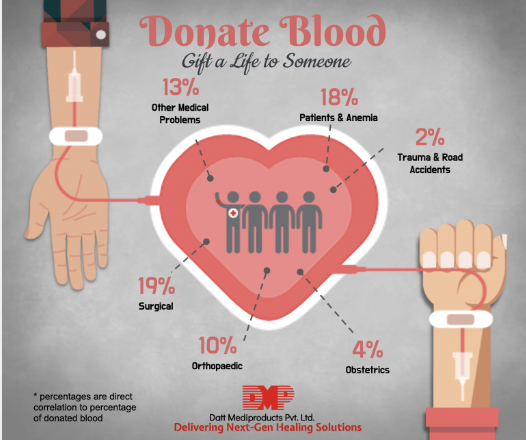 Donate Blood
Gift a Life to Someone
13%
Other Medical
Problems
18%
Patients & Anemia
2%
Trauma & Road
Accidents
19%
Surgical
10%
Orthopaedic
4%
Obstetrics
* percentages are direct
correlation to percentage
of donated blood
DMP
Datt Mediproducts Pvt. Ltd.
Delivering Next-Gen Healing Solutions